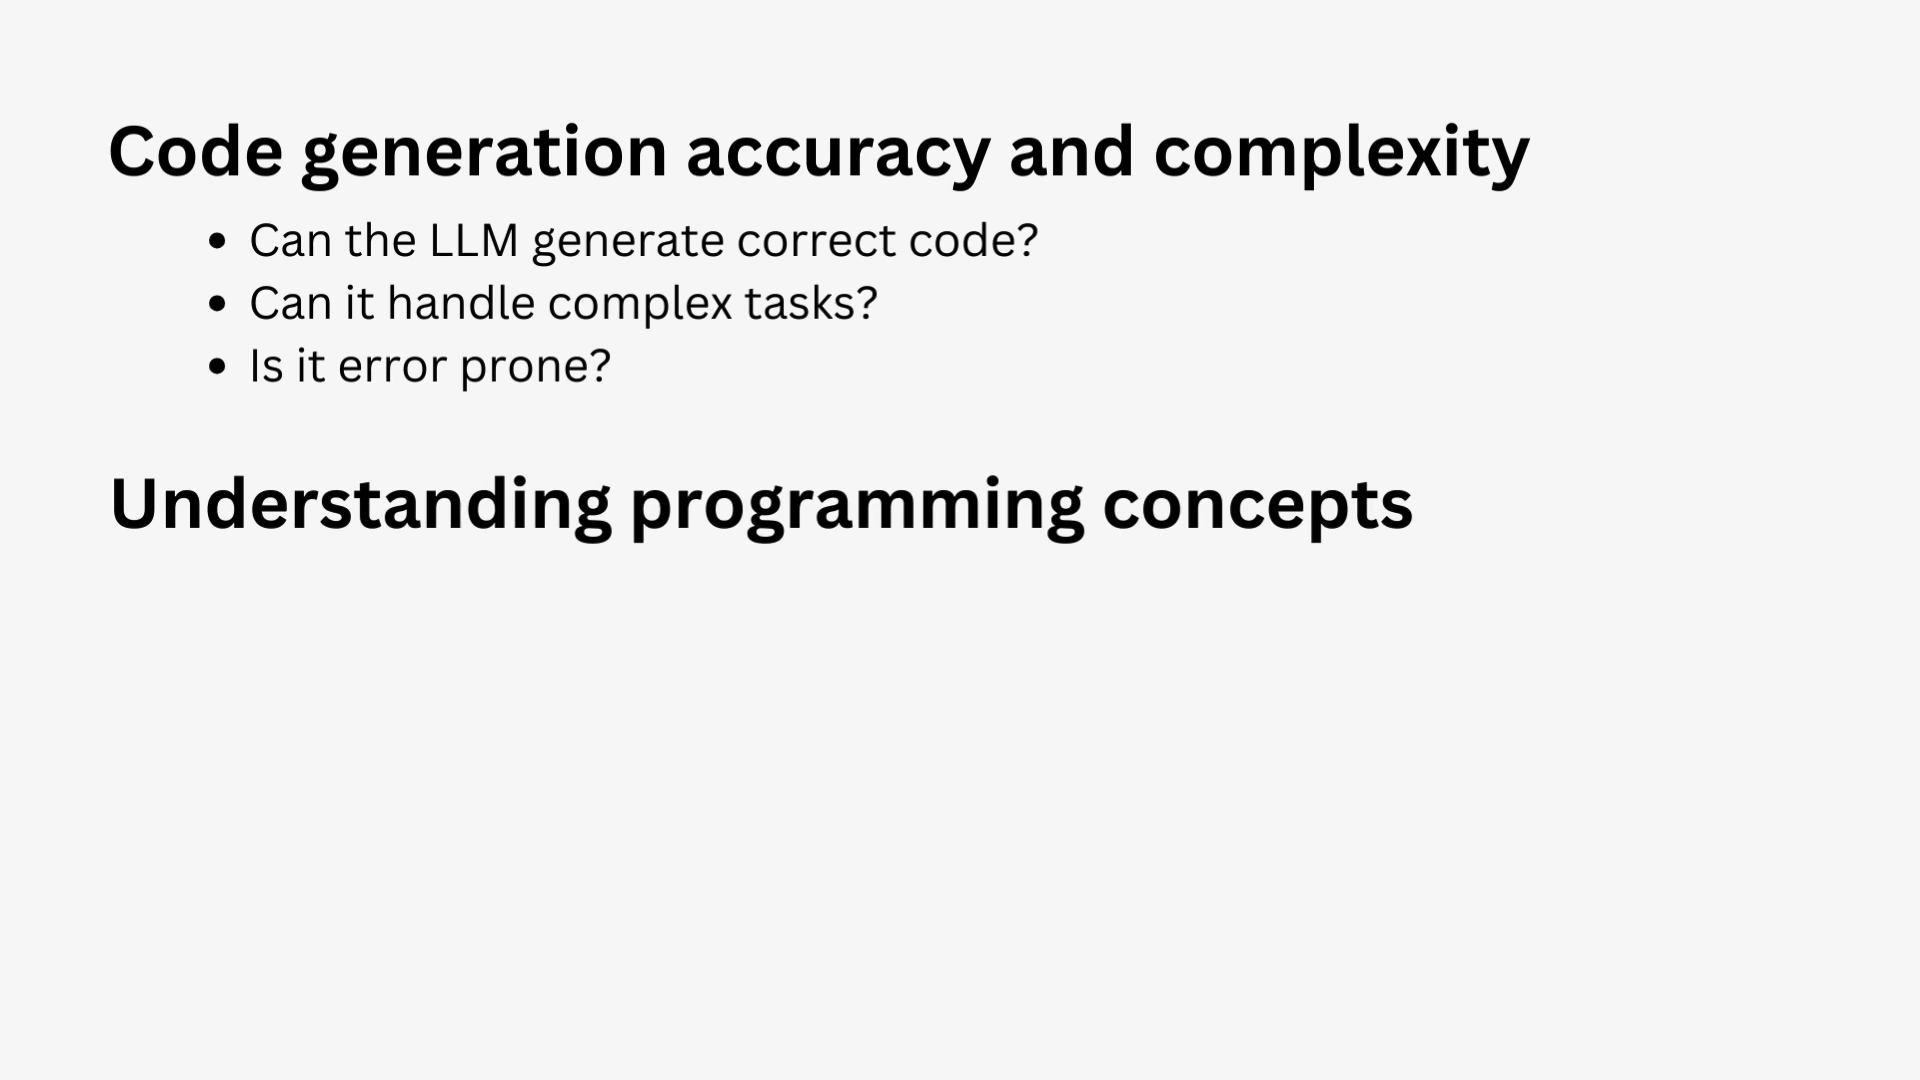 Code generation accuracy and complexity
• Can the LLM generate correct code?
• Can it handle complex tasks?
• Is it error prone?
Understanding programming concepts